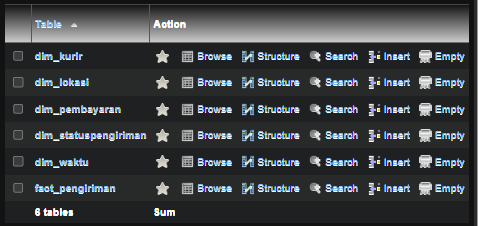 Table Action
dim_kurir Browse Structure Search Insert Empty
dim_lokasi Browse Structure Search Insert Empty
dim_pembayaran Browse Structure Search Insert Empty
dim_statuspengiriman Browse Structure Search Insert Empty
dim_waktu Browse Structure Search Insert Empty
fact_pengiriman Browse Structure Search Insert Empty
6 tables Sum